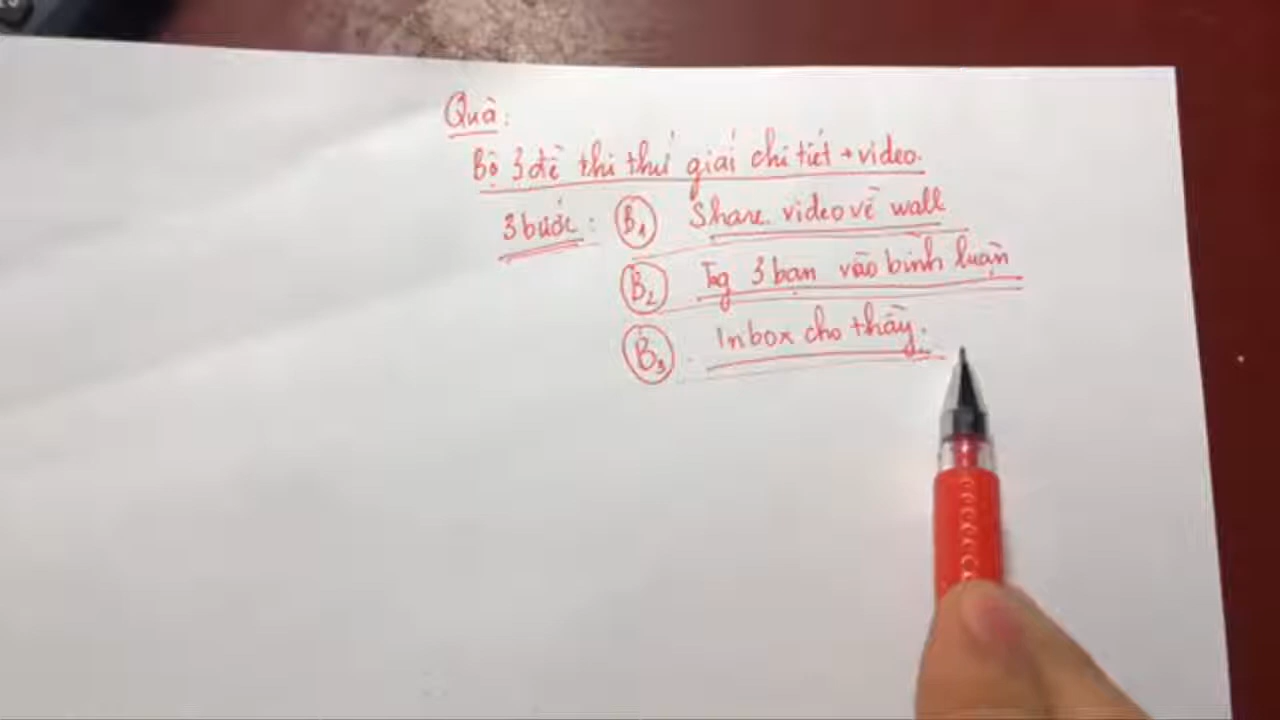 Quà:
Bộ 3 đề thi thử giải chi tiết + video.
3 bước: B1 Share video về wall
B2 Tag 3 bạn vào bình luận
B3. Inbox cho thầy.